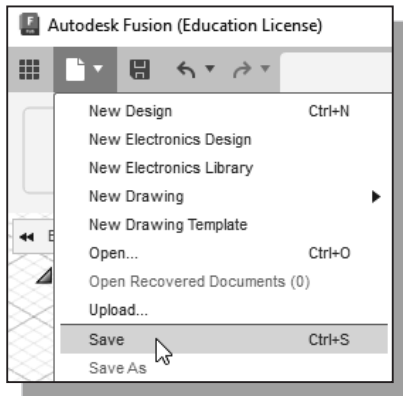 Autodesk Fusion (Education License)
New Design Ctrl+N
New Electronics Design
New Electronics Library
New Drawing
New Drawing Template
Open... Ctrl+O
Open Recovered Documents (0)
Upload...
Save Ctrl+S
Save As